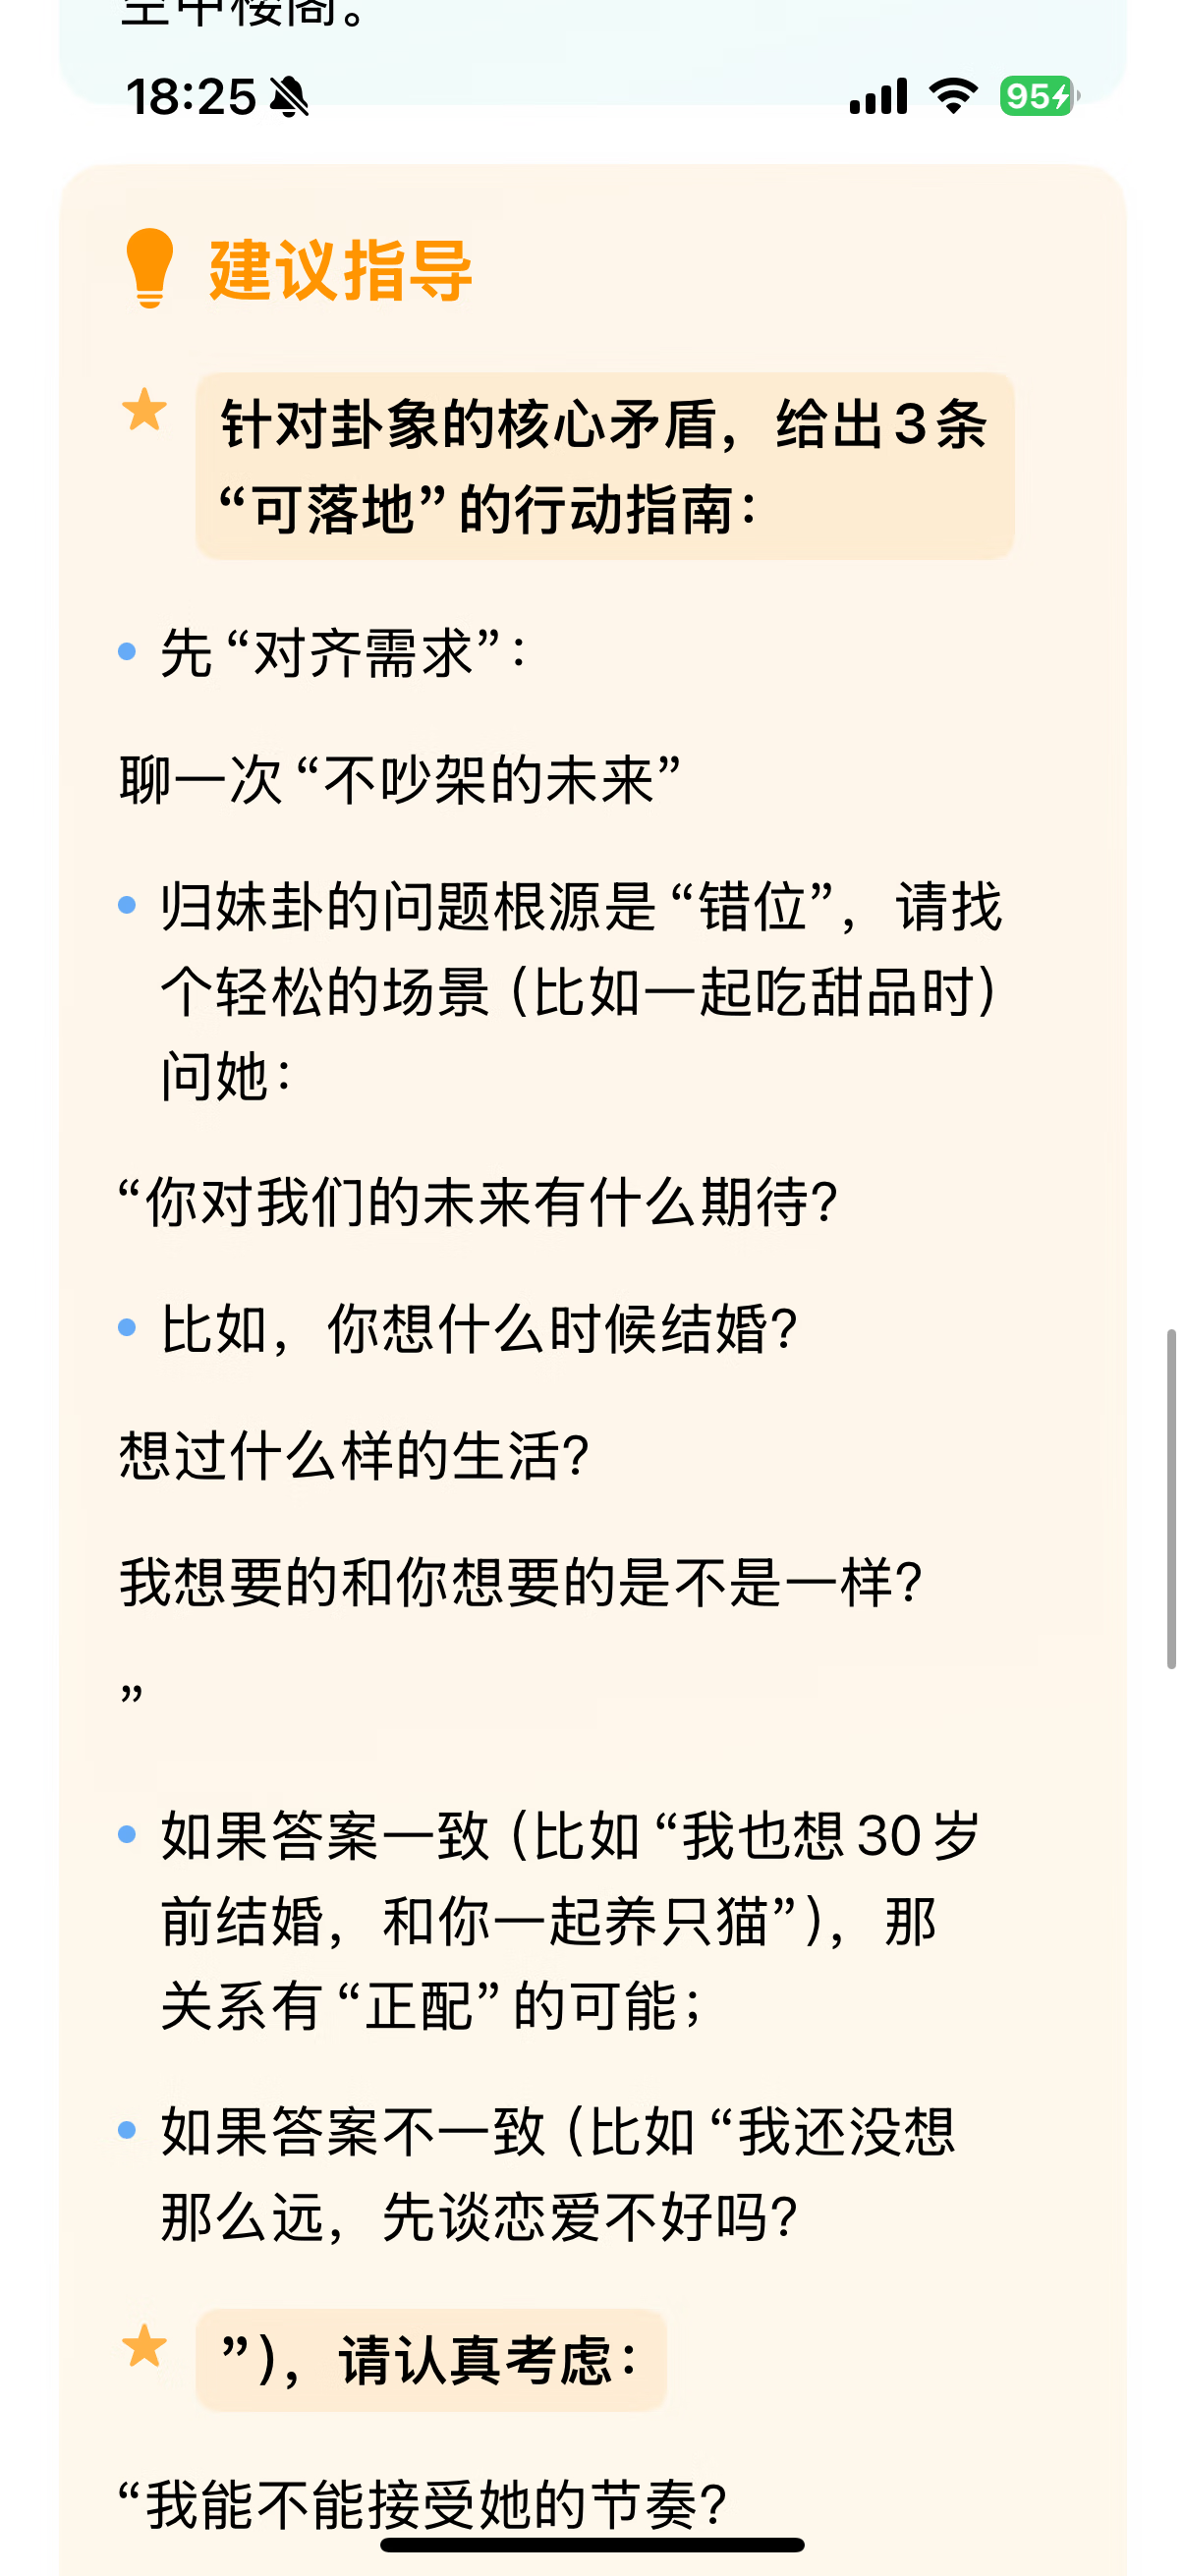 空中楼阁。
18:25
95
建议指导
针对卦象的核心矛盾，给出3条
“可落地”的行动指南：
先“对齐需求”：
聊一次“不吵架的未来”
归妹卦的问题根源是“错位”，请找
个轻松的场景（比如一起吃甜品时）
问她：
“你对我们的未来有什么期待？
比如，你想什么时候结婚？
想过什么样的生活？
我想要的和你想要的是不是一样？
”
如果答案一致（比如“我也想30岁
前结婚，和你一起养只猫”），那
关系有“正配”的可能；
如果答案不一致（比如“我还没想
那么远，先谈恋爱不好吗？
”），请认真考虑：
“我能不能接受她的节奏？